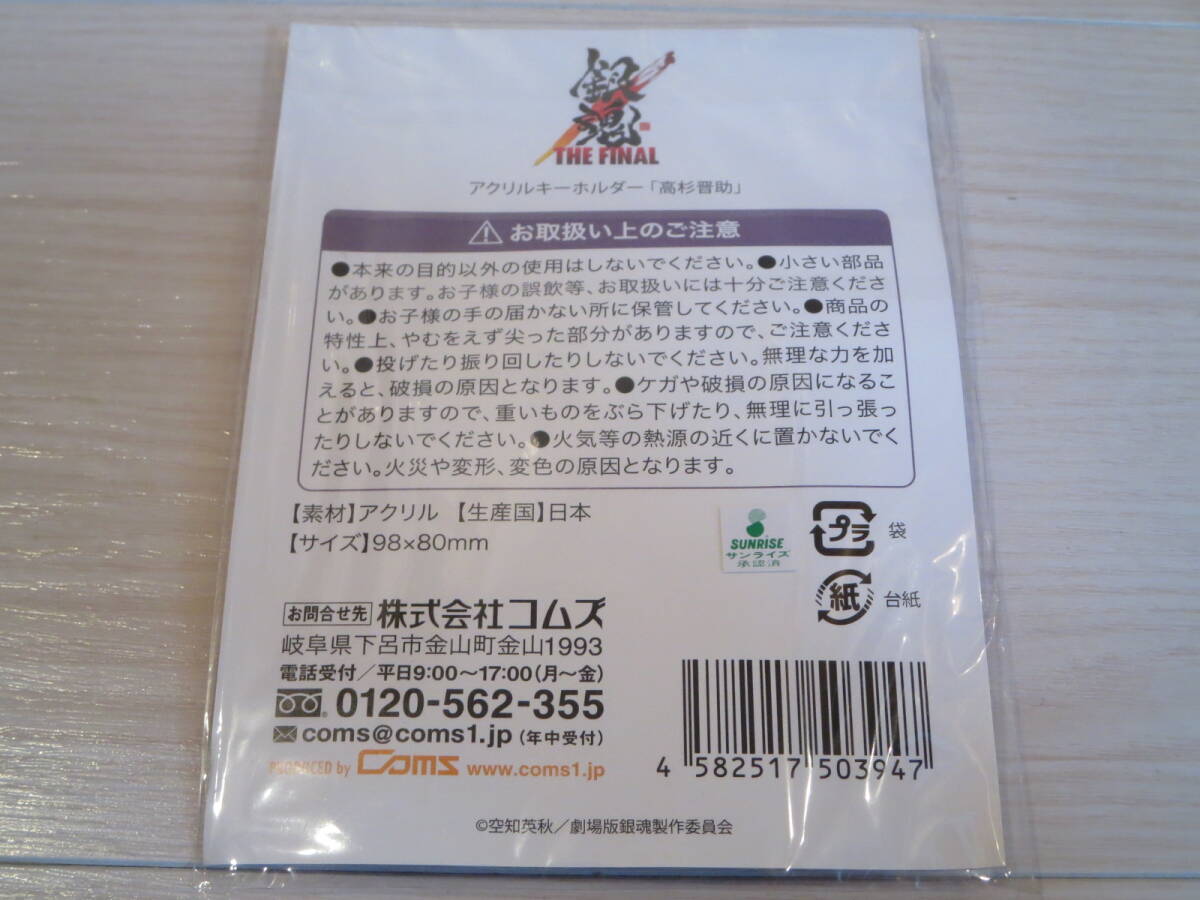 銀魂
THE FINAL
アクリルキーホルダー「高杉晋助」
お取扱い上のご注意
●本来の目的以外の使用はしないでください。●小さい部品
があります。お子様の誤飲等、お取扱いには十分ご注意くださ
い。●お子様の手の届かない所に保管してください。●商品の
特性上、やむをえず尖った部分がありますので、ご注意くださ
い。●投げたり振り回したりしないでください。無理な力を加
えると、破損の原因となります。●ケガや破損の原因になるこ
とがありますので、重いものをぶら下げたり、無理に引っ張っ
たりしないでください。●火気等の熱源の近くに置かないでく
ださい。火災や変形、変色の原因となります。
【素材】アクリル 【生産国】日本
【サイズ】98×80mm
SUNRISE
サンライズ
承認済
プラ 袋
紙 台紙
お問合せ先 株式会社コムズ
岐阜県下呂市金山町金山1993
電話受付／平日9:00〜17:00(月〜金)
0120-562-355
coms@coms1.jp (年中受付)
PRODUCED by Coms www.coms1.jp
4 582517 503947
©空知英秋／劇場版銀魂製作委員会